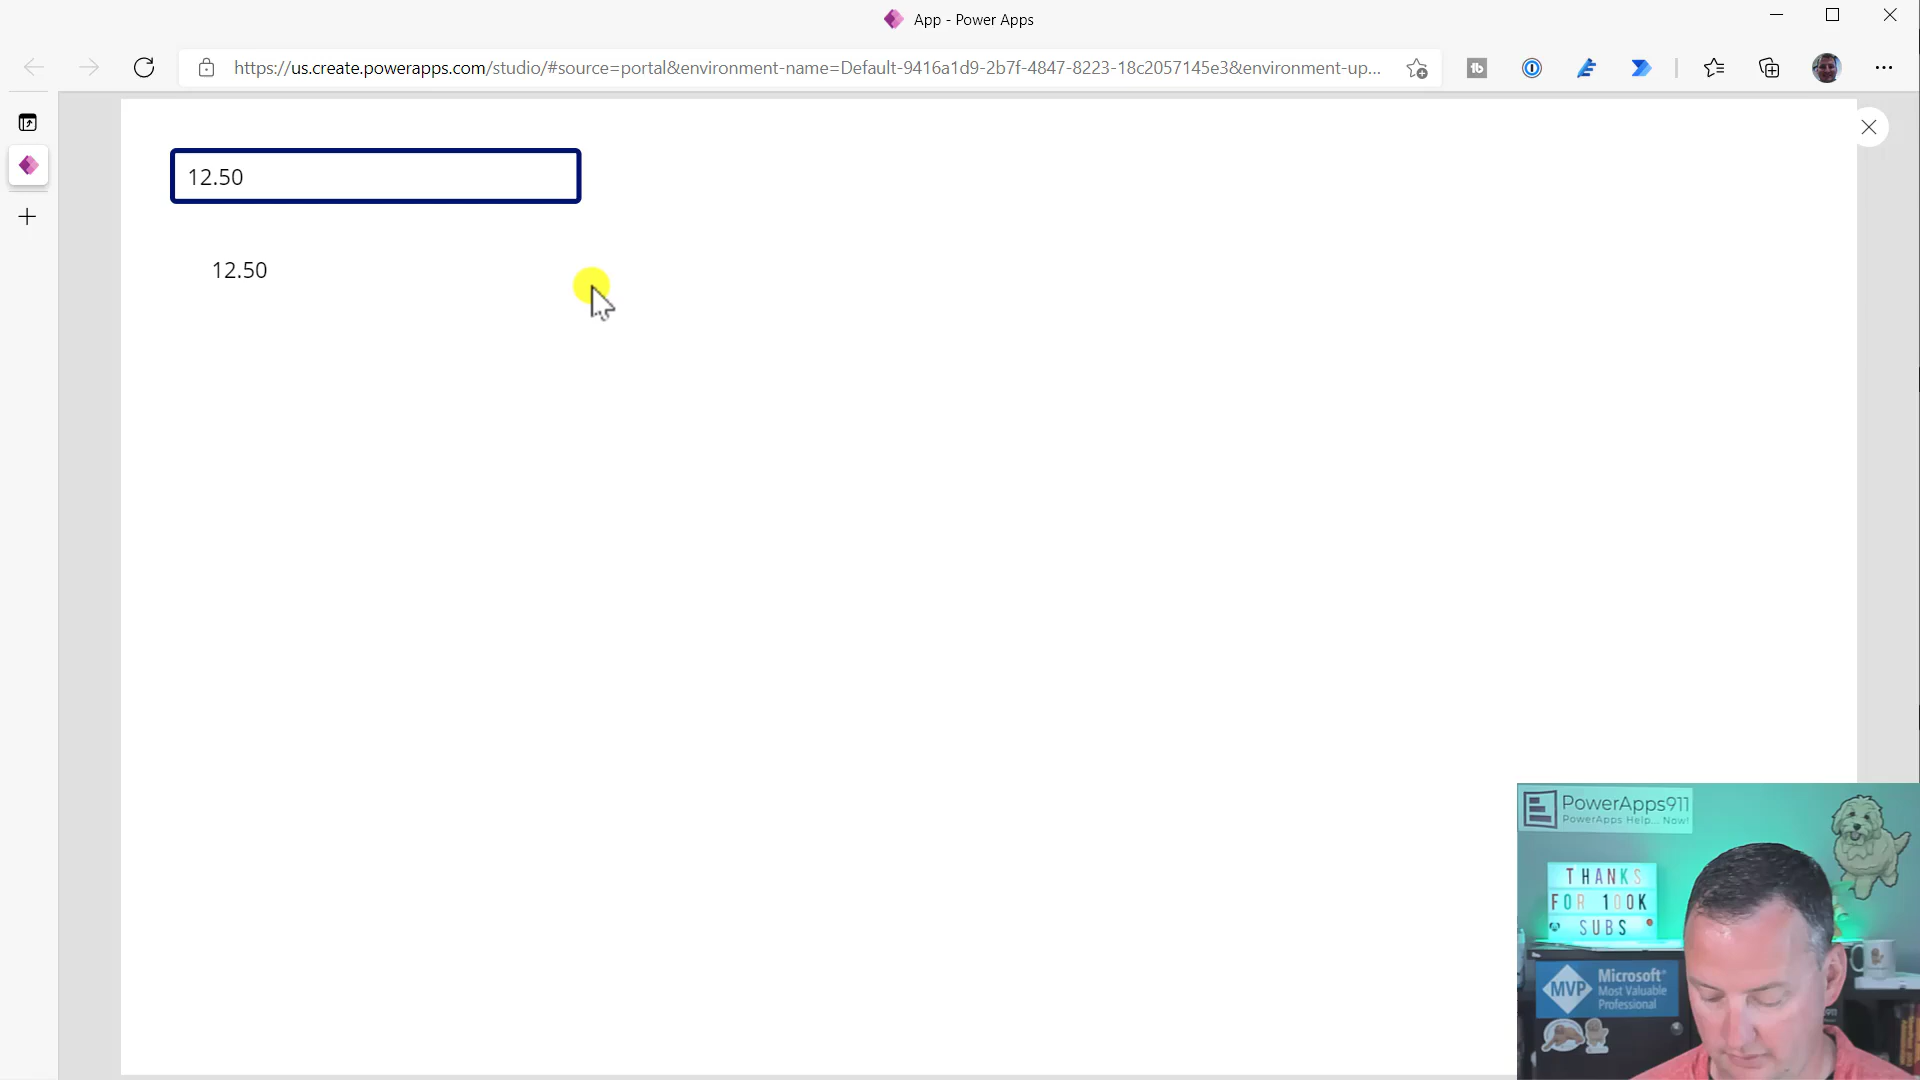 App - Power Apps
https://us.create.powerapps.com/studio/#source=portal&environment-name=Default-9416a1d9-2b7f-4847-8223-18c2057145e3&environment-up...
12.50
12.50
PowerApps911
PowerApps Help... Now!
THANKS
FOR 100K
SUBS
MVP
Microsoft®
Most Valuable
Professional